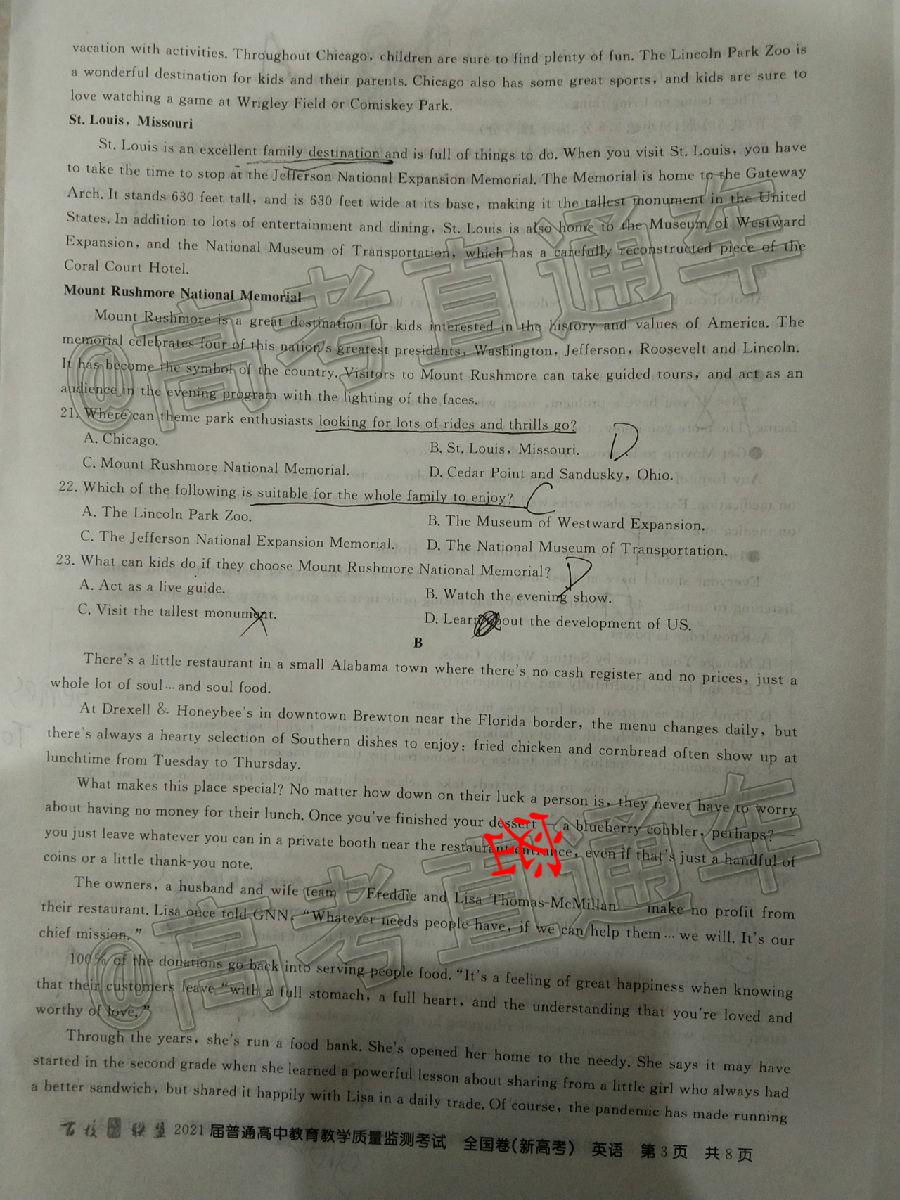 vacation with activities. Throughout Chicago, children are sure to find plenty of fun. The Lincoln Park Zoo is
a wonderful destination for kids and their parents. Chicago also has some great sports, and kids are sure to
love watching a game at Wrigley Field or Comiskey Park.
St. Louis, Missouri
St. Louis is an excellent family destination and is full of things to do. When you visit St. Louis, you have
to take the time to stop at the Jefferson National Expansion Memorial. The Memorial is home to the Gateway
Arch. It stands 630 feet tall, and is 630 feet wide at its base, making it the tallest monument in the United
States. In addition to lots of entertainment and dining, St. Louis is also home to the Museum of Westward
Expansion, and the National Museum of Transportation, which has a carefully reconstructed piece of the
Coral Court Hotel.
Mount Rushmore National Memorial
Mount Rushmore is a great destination for kids interested in the history and values of America. The
memorial celebrates four of this nation's greatest presidents, Washington, Jefferson, Roosevelt and Lincoln.
It has become the symbol of the country. Visitors to Mount Rushmore can take guided tours, and act as an
audience in the evening program with the lighting of the faces.
21. Where can theme park enthusiasts looking for lots of rides and thrills go? D
A. Chicago. B. St. Louis, Missouri.
C. Mount Rushmore National Memorial. D. Cedar Point and Sandusky, Ohio.
22. Which of the following is suitable for the whole family to enjoy? C
A. The Lincoln Park Zoo. B. The Museum of Westward Expansion.
C. The Jefferson National Expansion Memorial. D. The National Museum of Transportation.
23. What can kids do if they choose Mount Rushmore National Memorial? D
A. Act as a live guide. B. Watch the evening show.
C. Visit the tallest monument. D. Learn about the development of US.
B
There's a little restaurant in a small Alabama town where there's no cash register and no prices, just a
whole lot of soul… and soul food.
At Drexell & Honeybee's in downtown Brewton near the Florida border, the menu changes daily, but
there's always a hearty selection of Southern dishes to enjoy: fried chicken and cornbread often show up at
lunchtime from Tuesday to Thursday.
What makes this place special? No matter how down on their luck a person is, they never have to worry
about having no money for their lunch. Once you've finished your dessert — a blueberry cobbler, perhaps? —
you just leave whatever you can in a private booth near the restaurant entrance, even if that's just a handful of
coins or a little thank-you note.
The owners, a husband and wife team — Freddie and Lisa Thomas-McMillan — make no profit from
their restaurant. Lisa once told GNN, "Whatever needs people have, if we can help them… we will. It's our
chief mission."
100% of the donations go back into serving people food. "It's a feeling of great happiness when knowing
that their customers leave "with a full stomach, a full heart, and the understanding that you're loved and
worthy of love."
Through the years, she's run a food bank. She's opened her home to the needy. She says it may have
started in the second grade when she learned a powerful lesson about sharing from a little girl who always had
a better sandwich, but shared it happily with Lisa in a daily trade. Of course, the pandemic has made running
百校联盟 2021届普通高中教育教学质量监测考试 全国卷(新高考) 英语 第3页 共8页
@高考直通车
@高考直通车